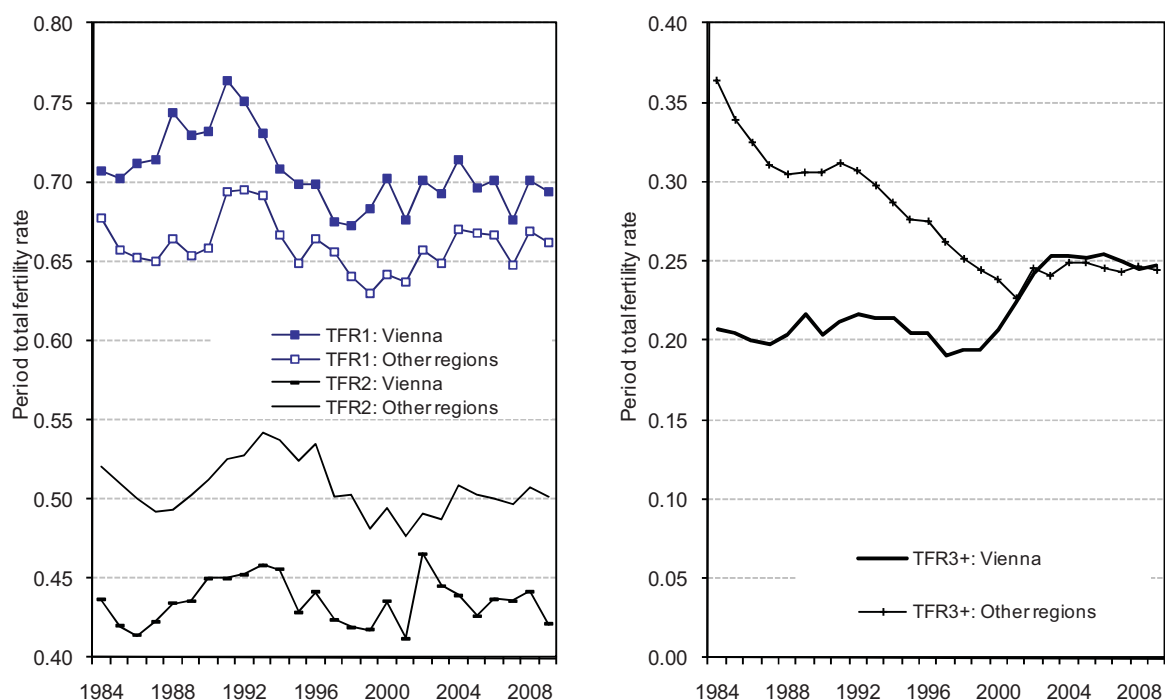 0.80
0.75
0.70
0.65
0.60
0.55
0.50
0.45
0.40
Period total fertility rate
TFR1: Vienna
TFR1: Other regions
TFR2: Vienna
TFR2: Other regions
1984 1988 1992 1996 2000 2004 2008
0.40
0.35
0.30
0.25
0.20
0.15
0.10
0.05
0.00
Period total fertility rate
TFR3+: Vienna
TFR3+: Other regions
1984 1988 1992 1996 2000 2004 2008